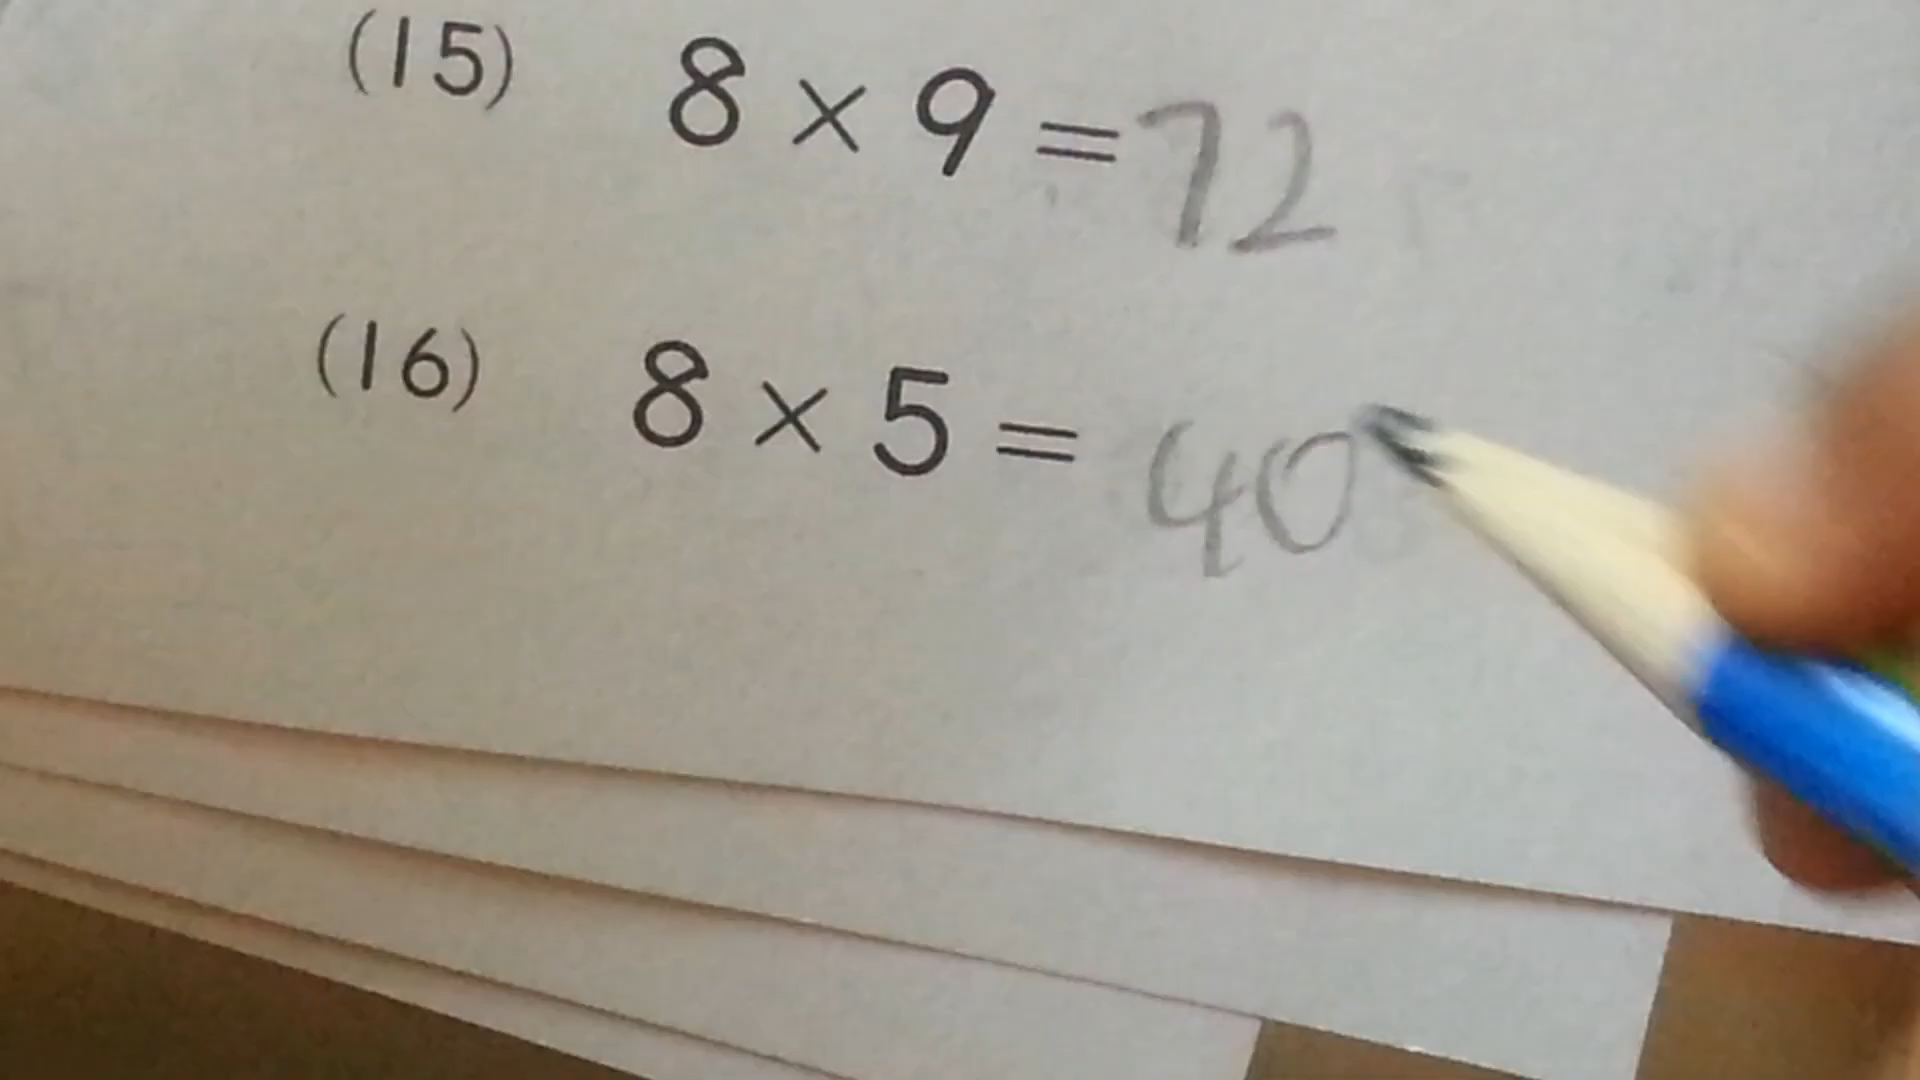 (15) 8 × 9 = 72
(16) 8 × 5 = 40